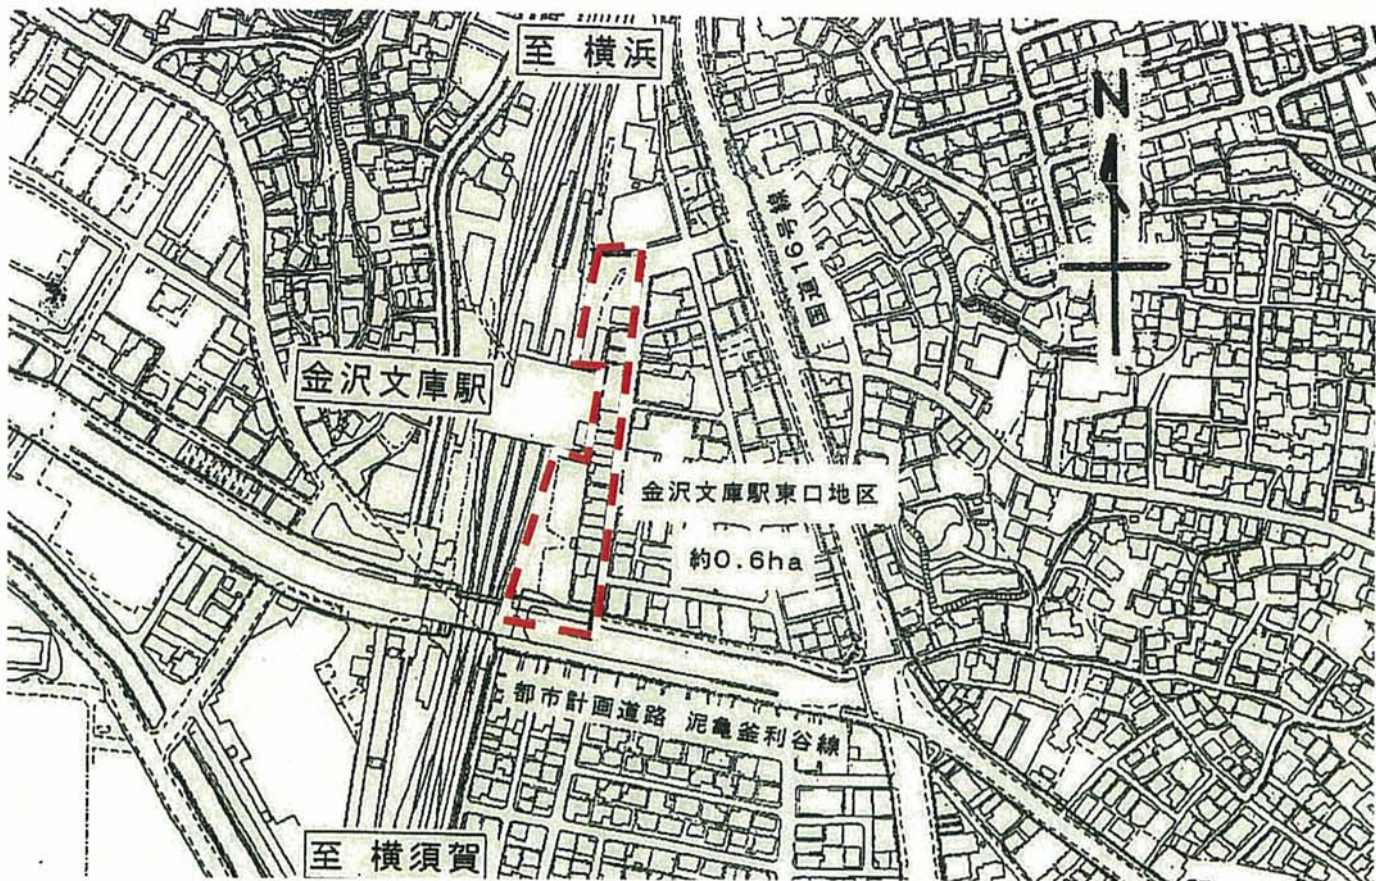 至 横浜
N
国道16号線
金沢文庫駅
金沢文庫駅東口地区
約0.6ha
都市計画道路 泥亀釜利谷線
至 横須賀